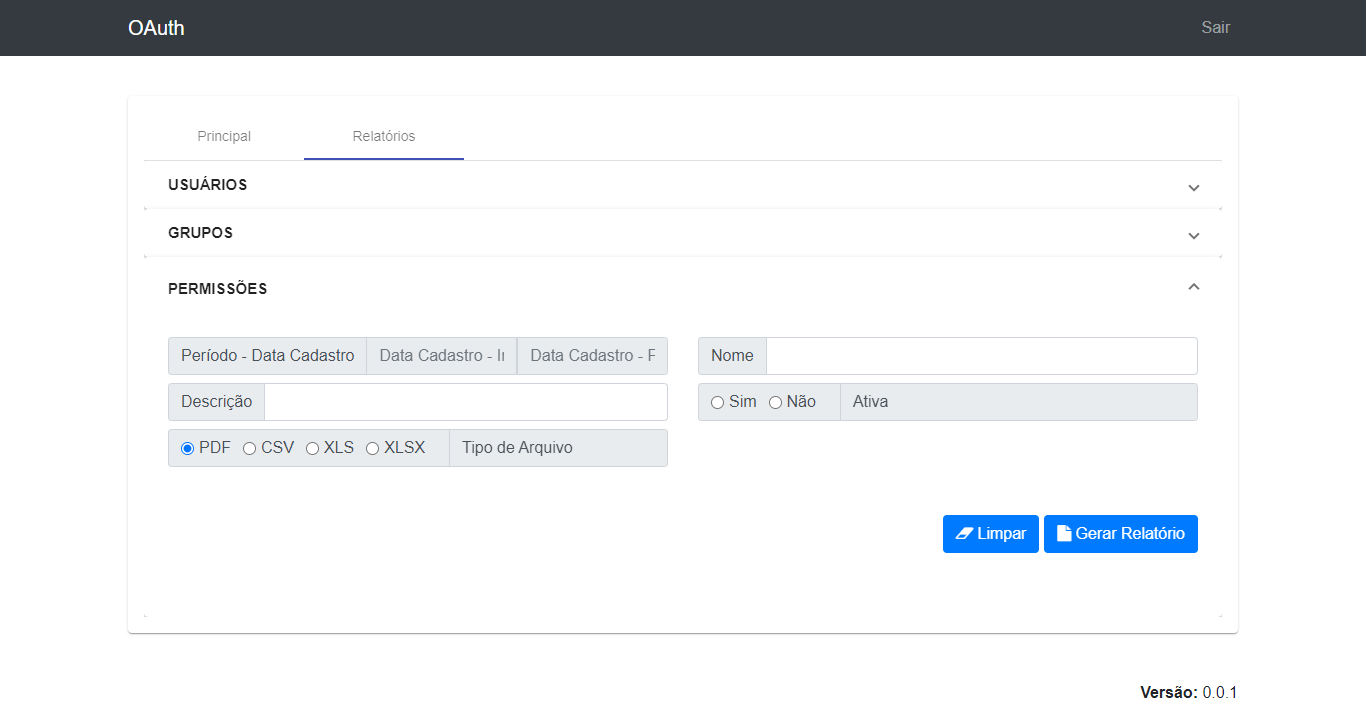 OAuth Sair
Principal Relatórios
USUÁRIOS
GRUPOS
PERMISSÕES
Período - Data Cadastro Data Cadastro - Data Cadastro - Nome
Descrição Sim Não Ativa
PDF CSV XLS XLSX Tipo de Arquivo
Limpar Gerar Relatório
Versão: 0.0.1